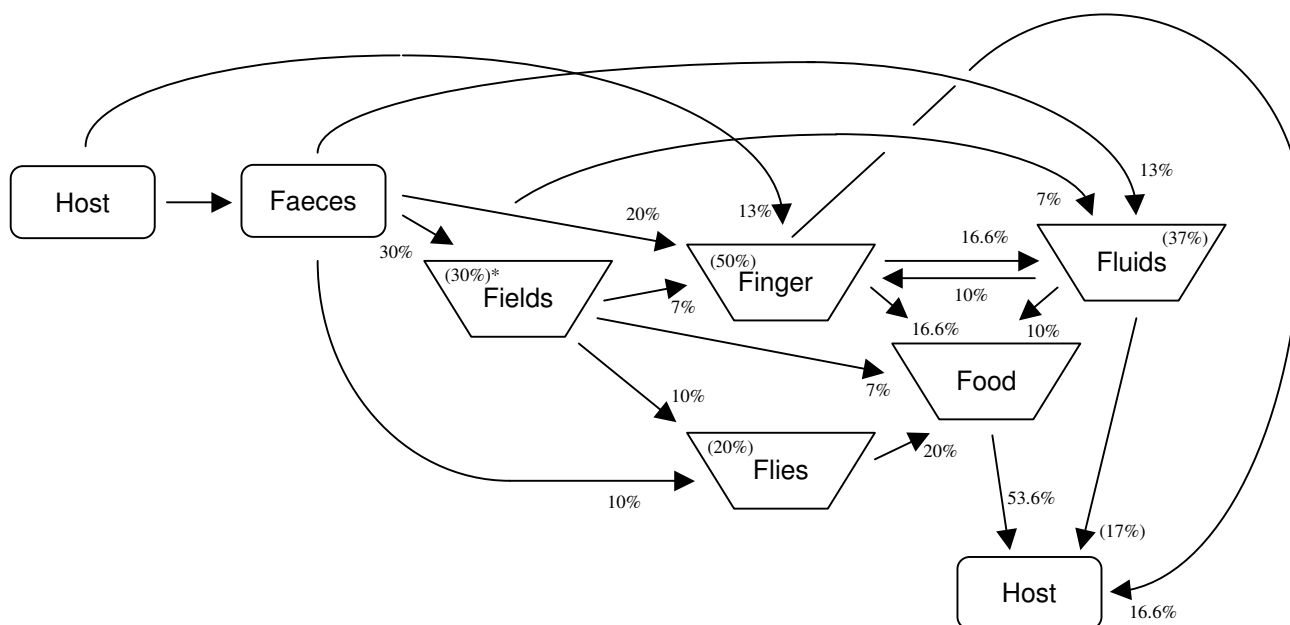 13%
7%
Host
Faeces
20%
13%
16.6%
(37%)
Fluids
30%
(30%)*
Fields
(50%)
Finger
10%
7%
16.6%
10%
Food
7%
10%
(20%)
Flies
20%
10%
53.6%
(17%)
Host
16.6%